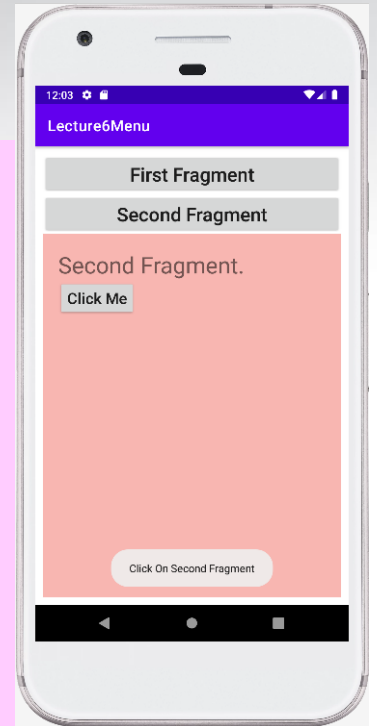 12:03
Lecture6Menu
First Fragment
Second Fragment
Second Fragment.
Click Me
Click On Second Fragment